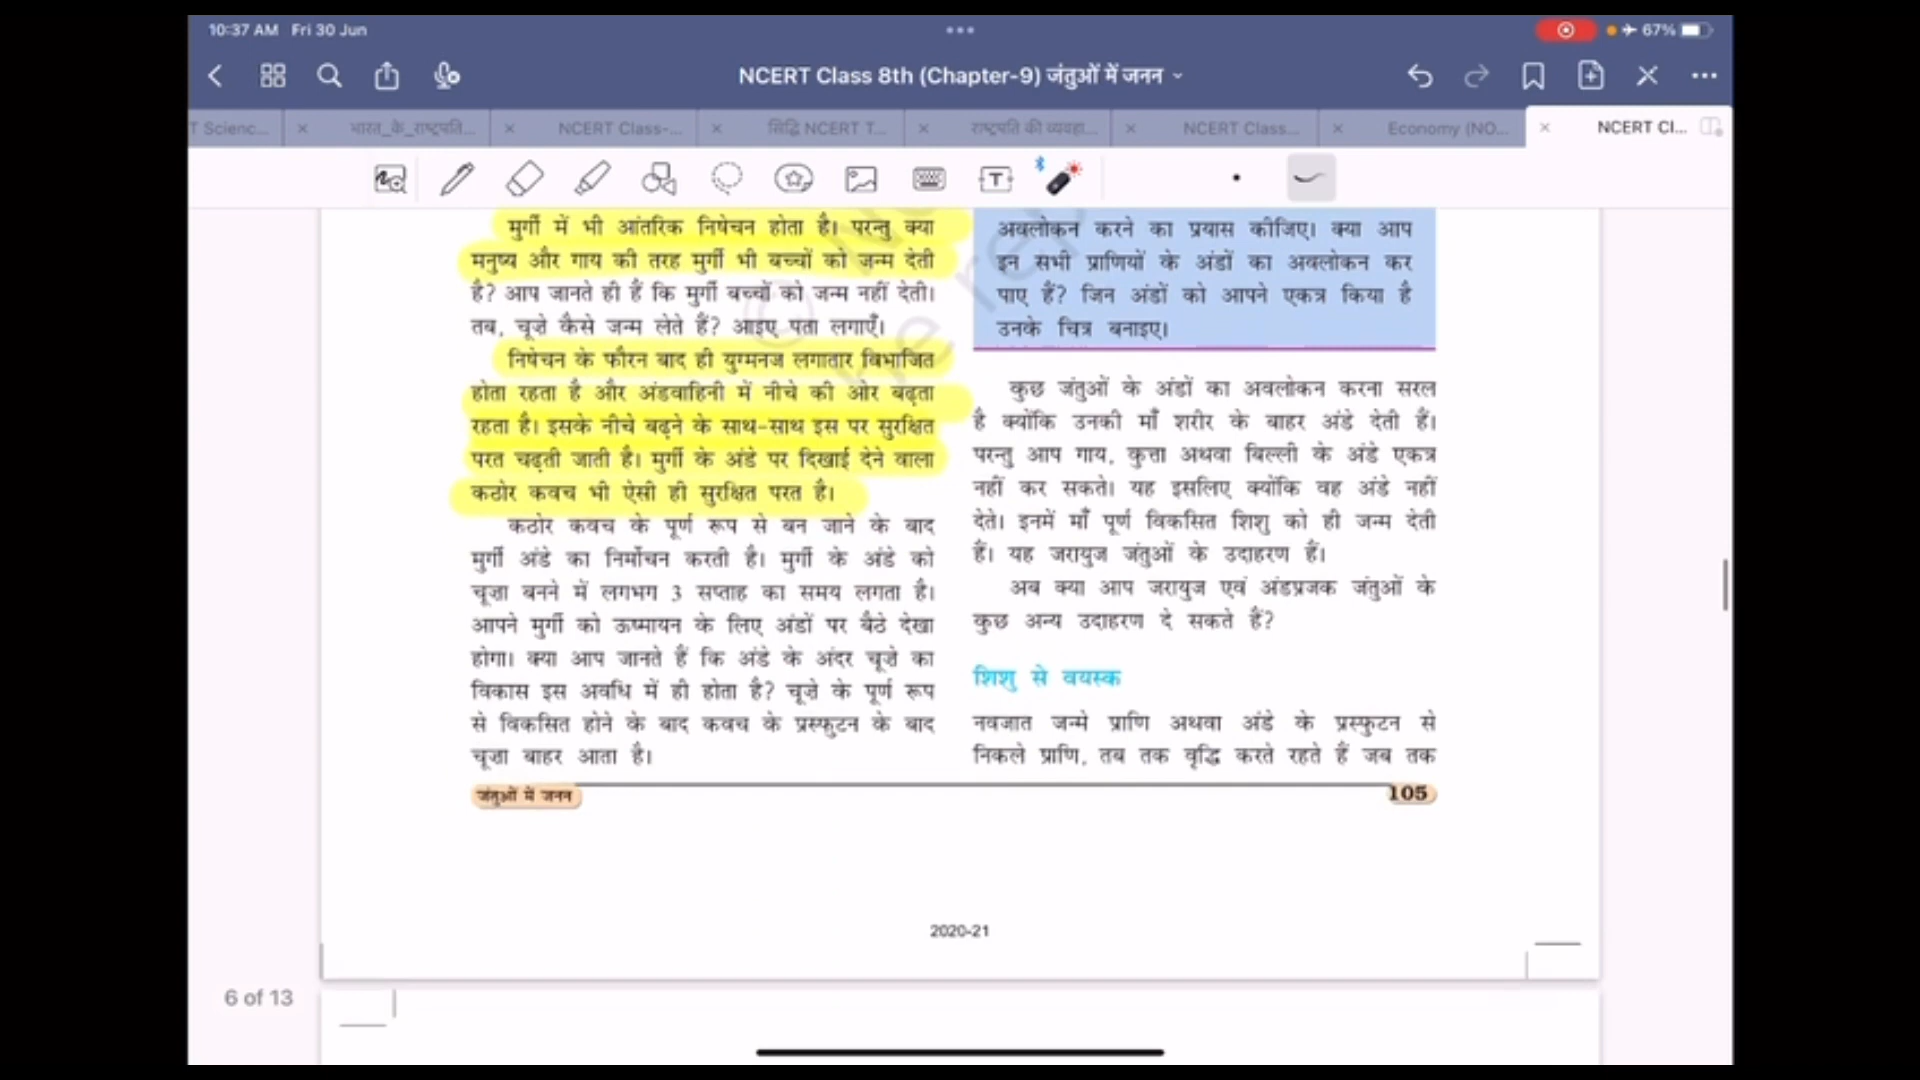 10:37 AM Fri 30 Jun
67%
NCERT Class 8th (Chapter-9) जंतुओं में जनन
T Scienc...
भारत_के_राष्ट्रपति...
NCERT Class-...
सिद्धि NCERT T...
राष्ट्रपति की व्यवहा...
NCERT Class...
Economy (NO...
NCERT Cl...
मुर्गी में भी आंतरिक निषेचन होता है। परन्तु क्या
मनुष्य और गाय की तरह मुर्गी भी बच्चों को जन्म देती
है? आप जानते ही हैं कि मुर्गी बच्चों को जन्म नहीं देती।
तब, चूज़े कैसे जन्म लेते हैं? आइए पता लगाएँ।
निषेचन के फौरन बाद ही युग्मनज लगातार विभाजित
होता रहता है और अंडवाहिनी में नीचे की ओर बढ़ता
रहता है। इसके नीचे बढ़ने के साथ-साथ इस पर सुरक्षित
परत चढ़ती जाती है। मुर्गी के अंडे पर दिखाई देने वाला
कठोर कवच भी ऐसी ही सुरक्षित परत है।
कठोर कवच के पूर्ण रूप से बन जाने के बाद
मुर्गी अंडे का निर्मोचन करती है। मुर्गी के अंडे को
चूज़ा बनने में लगभग 3 सप्ताह का समय लगता है।
आपने मुर्गी को ऊष्मायन के लिए अंडों पर बैठे देखा
होगा। क्या आप जानते हैं कि अंडे के अंदर चूज़े का
विकास इस अवधि में ही होता है? चूज़े के पूर्ण रूप
से विकसित होने के बाद कवच के प्रस्फुटन के बाद
चूज़ा बाहर आता है।
अवलोकन करने का प्रयास कीजिए। क्या आप
इन सभी प्राणियों के अंडों का अवलोकन कर
पाए हैं? जिन अंडों को आपने एकत्र किया है
उनके चित्र बनाइए।
कुछ जंतुओं के अंडों का अवलोकन करना सरल
है क्योंकि उनकी माँ शरीर के बाहर अंडे देती हैं।
परन्तु आप गाय, कुत्ता अथवा बिल्ली के अंडे एकत्र
नहीं कर सकते। यह इसलिए क्योंकि वह अंडे नहीं
देते। इनमें माँ पूर्ण विकसित शिशु को ही जन्म देती
हैं। यह जरायुज जंतुओं के उदाहरण हैं।
अब क्या आप जरायुज एवं अंडप्रजक जंतुओं के
कुछ अन्य उदाहरण दे सकते हैं?
शिशु से वयस्क
नवजात जन्मे प्राणि अथवा अंडे के प्रस्फुटन से
निकले प्राणि, तब तक वृद्धि करते रहते हैं जब तक
जंतुओं में जनन
105
2020-21
6 of 13